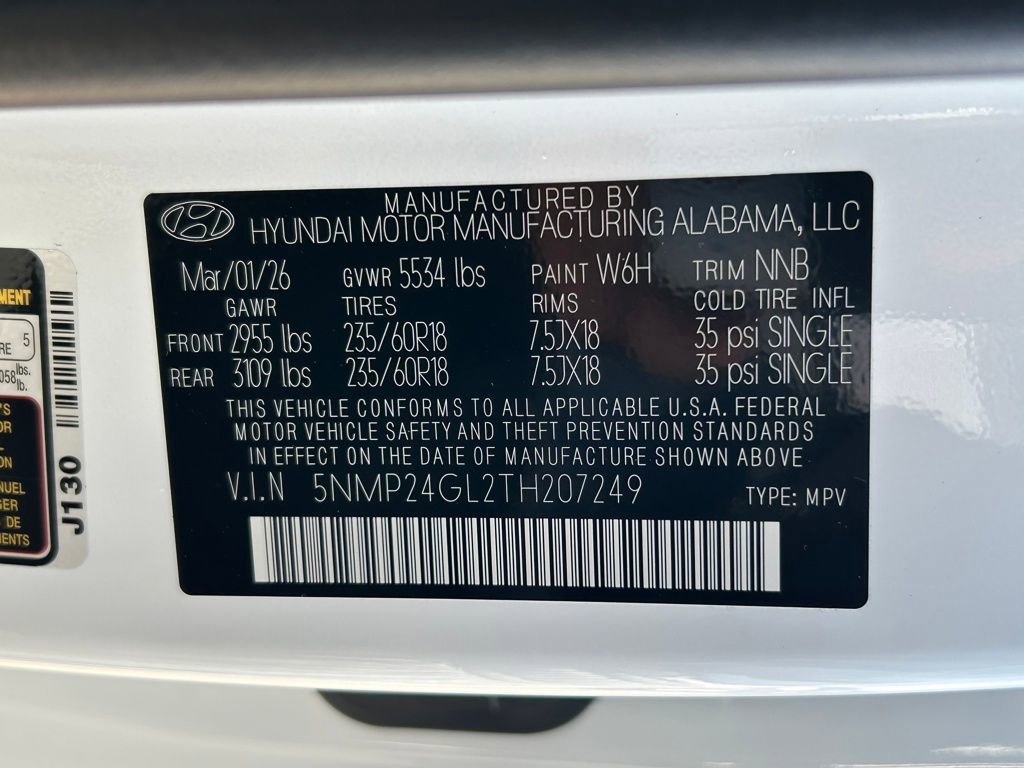 MANUFACTURED BY
HYUNDAI MOTOR MANUFACTURING ALABAMA, LLC
Mar/01/26 GVWR 5534 lbs PAINT W6H TRIM NNB
GAWR TIRES RIMS COLD TIRE INFL
FRONT 2955 lbs 235/60R18 7.5JX18 35 psi SINGLE
REAR 3109 lbs 235/60R18 7.5JX18 35 psi SINGLE
THIS VEHICLE CONFORMS TO ALL APPLICABLE U.S.A. FEDERAL
MOTOR VEHICLE SAFETY AND THEFT PREVENTION STANDARDS
IN EFFECT ON THE DATE OF MANUFACTURE SHOWN ABOVE
V.I.N 5NMP24GL2TH207249 TYPE: MPV
5
lbs.
lb.
J130